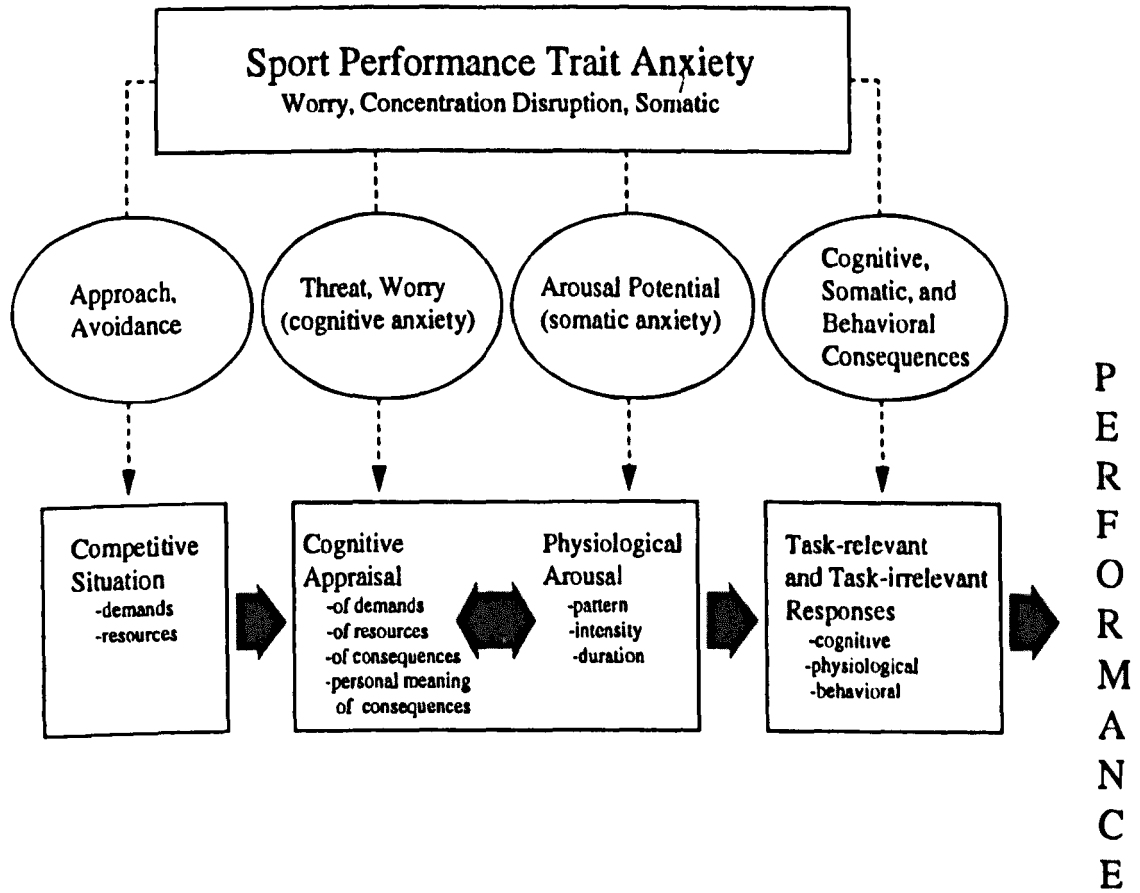 Sport Performance Trait Anxiety
Worry, Concentration Disruption, Somatic
Approach,
Avoidance
Threat, Worry
(cognitive anxiety)
Arousal Potential
(somatic anxiety)
Cognitive,
Somatic, and
Behavioral
Consequences
Competitive
Situation
-demands
-resources
Cognitive
Appraisal
-of demands
-of resources
-of consequences
-personal meaning
of consequences
Physiological
Arousal
-pattern
-intensity
-duration
Task-relevant
and Task-irrelevant
Responses
-cognitive
-physiological
-behavioral
P
E
R
F
O
R
M
A
N
C
E